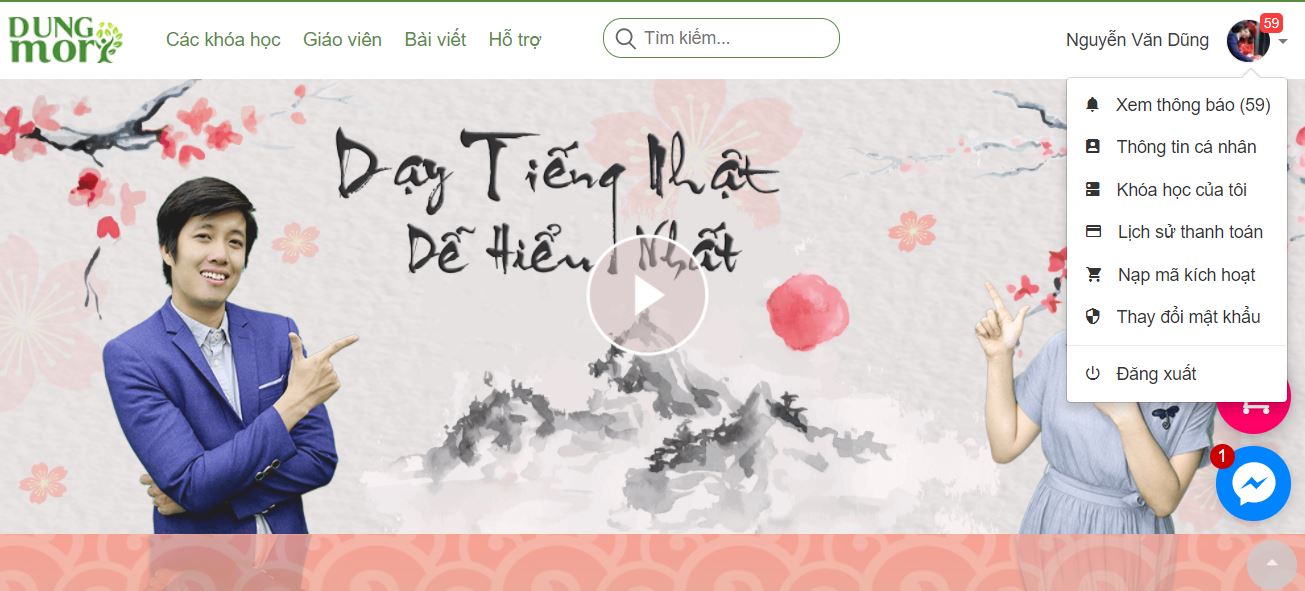 DUNG
mori
Các khóa học
Giáo viên
Bài viết
Hỗ trợ
Tìm kiếm...
Nguyễn Văn Dũng
59
Xem thông báo (59)
Thông tin cá nhân
Khóa học của tôi
Lịch sử thanh toán
Nạp mã kích hoạt
Thay đổi mật khẩu
Đăng xuất
Dạy Tiếng Nhật
Dễ Hiểu Nhất
1